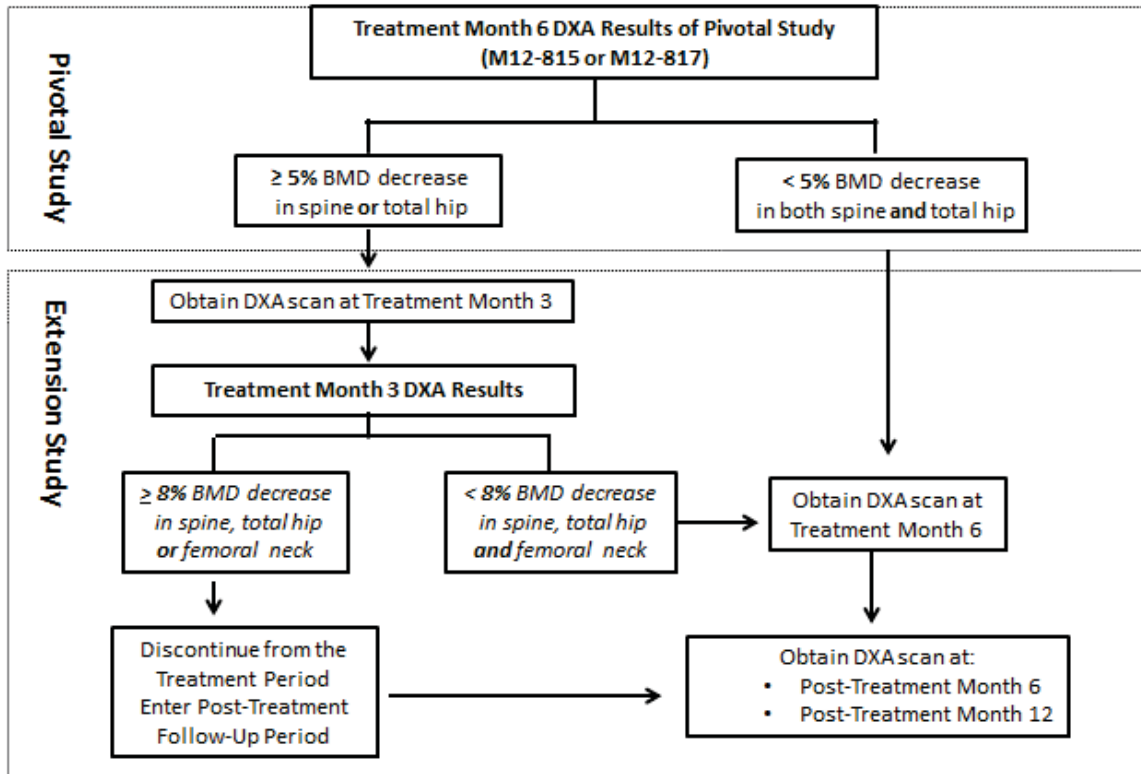 Treatment Month 6 DXA Results of Pivotal Study
(M12-815 or M12-817)
Pivotal Study
≥ 5% BMD decrease
in spine or total hip
< 5% BMD decrease
in both spine and total hip
Extension Study
Obtain DXA scan at Treatment Month 3
Treatment Month 3 DXA Results
≥ 8% BMD decrease
in spine, total hip
or femoral neck
< 8% BMD decrease
in spine, total hip
and femoral neck
Obtain DXA scan at
Treatment Month 6
Discontinue from the
Treatment Period
Enter Post-Treatment
Follow-Up Period
Obtain DXA scan at:
• Post-Treatment Month 6
• Post-Treatment Month 12